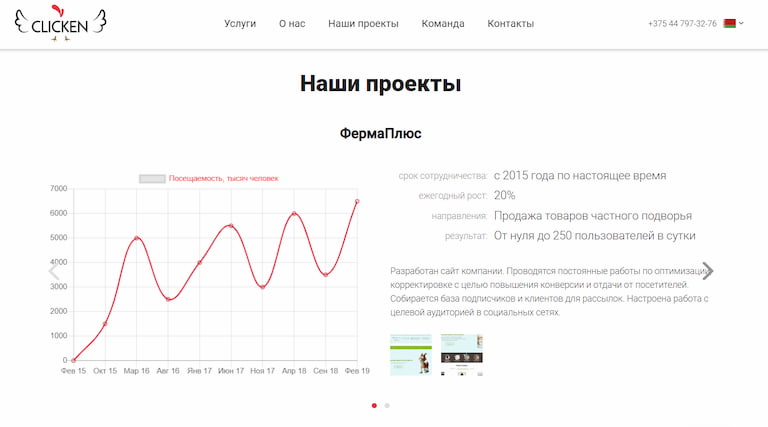 CLICKEN
Услуги
О нас
Наши проекты
Команда
Контакты
+375 44 797-32-76
Наши проекты
ФермаПлюс
Посещаемость, тысяч человек
7000
6000
5000
4000
3000
2000
1000
0
Фев 15
Окт 15
Мар 16
Авг 16
Янв 17
Июн 17
Ноя 17
Апр 18
Сен 18
Фев 19
срок сотрудничества: с 2015 года по настоящее время
ежегодный рост: 20%
направления: Продажа товаров частного подворья
результат: От нуля до 250 пользователей в сутки
Разработан сайт компании. Проводятся постоянные работы по оптимизации,
корректировке с целью повышения конверсии и отдачи от посетителей.
Собирается база подписчиков и клиентов для рассылок. Настроена работа с
целевой аудиторией в социальных сетях.